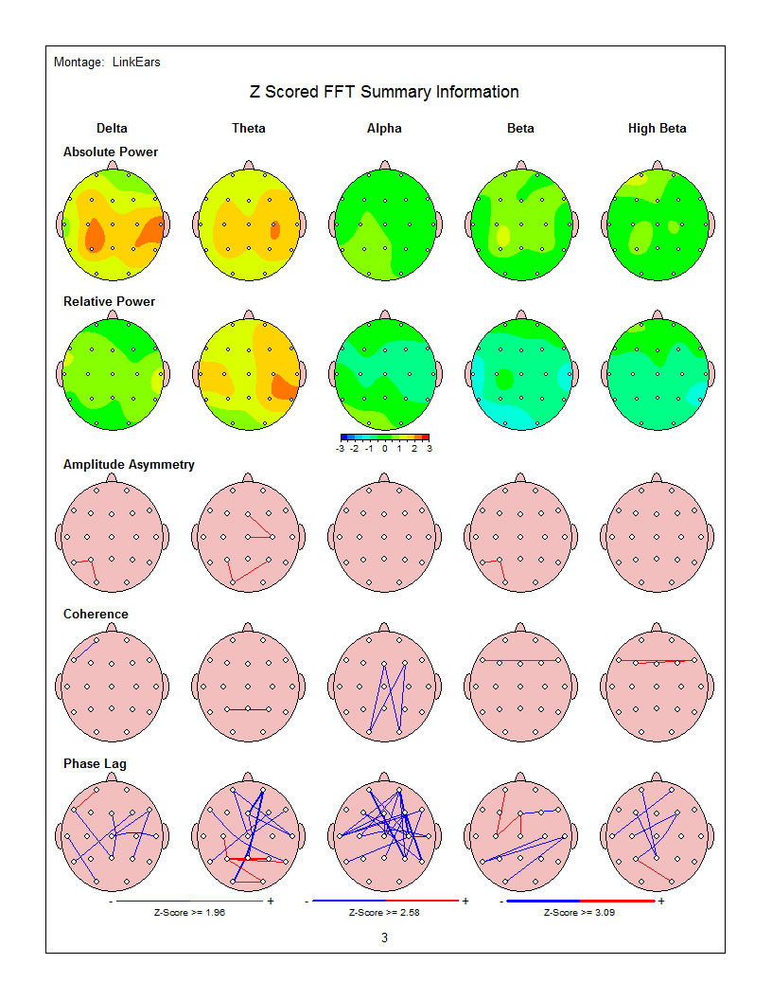 Montage: LinkEars
Z Scored FFT Summary Information
Delta Theta Alpha Beta High Beta
Absolute Power
Relative Power
-3 -2 -1 0 1 2 3
Amplitude Asymmetry
Coherence
Phase Lag
- + - + - +
Z-Score >= 1.96 Z-Score >= 2.58 Z-Score >= 3.09
3